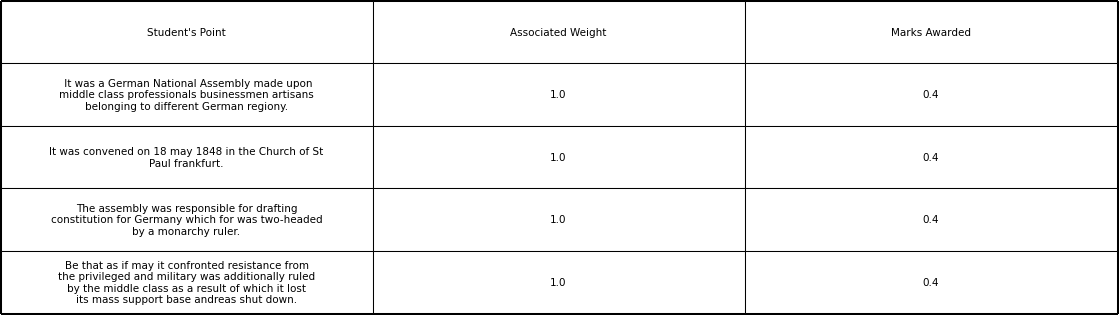 Student's Point
Associated Weight
Marks Awarded
It was a German National Assembly made upon
middle class professionals businessmen artisans
belonging to different German regiony.
1.0
0.4
It was convened on 18 may 1848 in the Church of St
Paul frankfurt.
1.0
0.4
The assembly was responsible for drafting
constitution for Germany which for was two-headed
by a monarchy ruler.
1.0
0.4
Be that as if may it confronted resistance from
the privileged and military was additionally ruled
by the middle class as a result of which it lost
its mass support base andreas shut down.
1.0
0.4